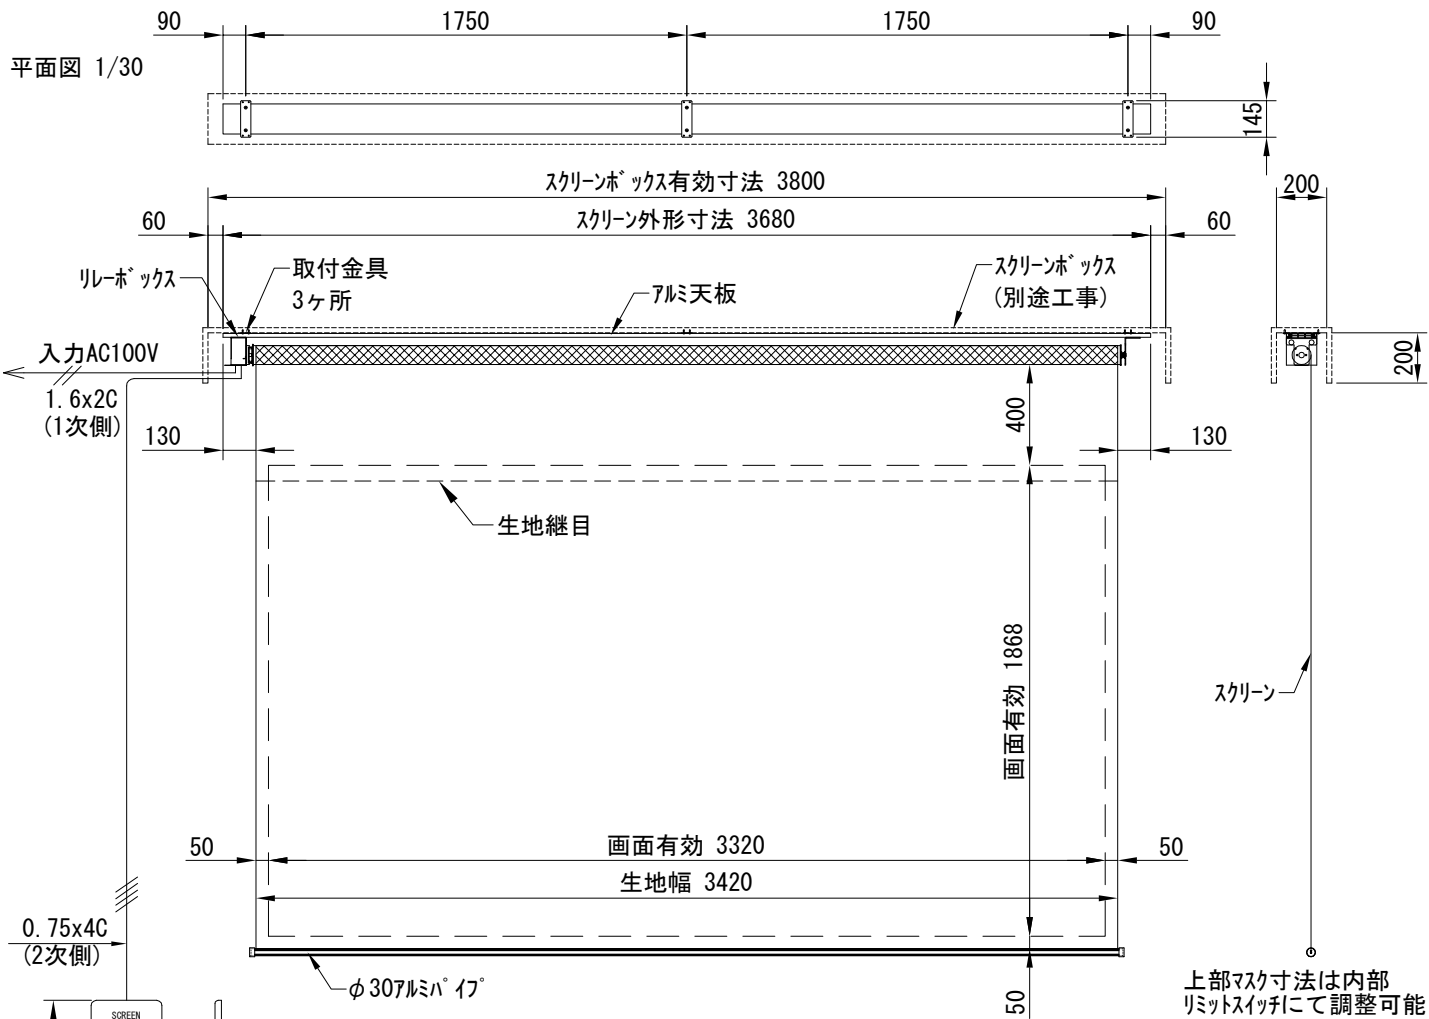 90
1750
1750
90
平面図 1/30
145
スクリーンボックス有効寸法 3800
200
60
スクリーン外形寸法 3680
60
リレーボックス
取付金具
3ヶ所
アルミ天板
スクリーンボックス
(別途工事)
入力AC100V
1.6x2C
(1次側)
200
400
130
130
生地継目
画面有効 1868
スクリーン
50
画面有効 3320
50
生地幅 3420
0.75x4C
(2次側)
φ30アルミパイプ
50
上部マスク寸法は内部
リミットスイッチにて調整可能
SCREEN